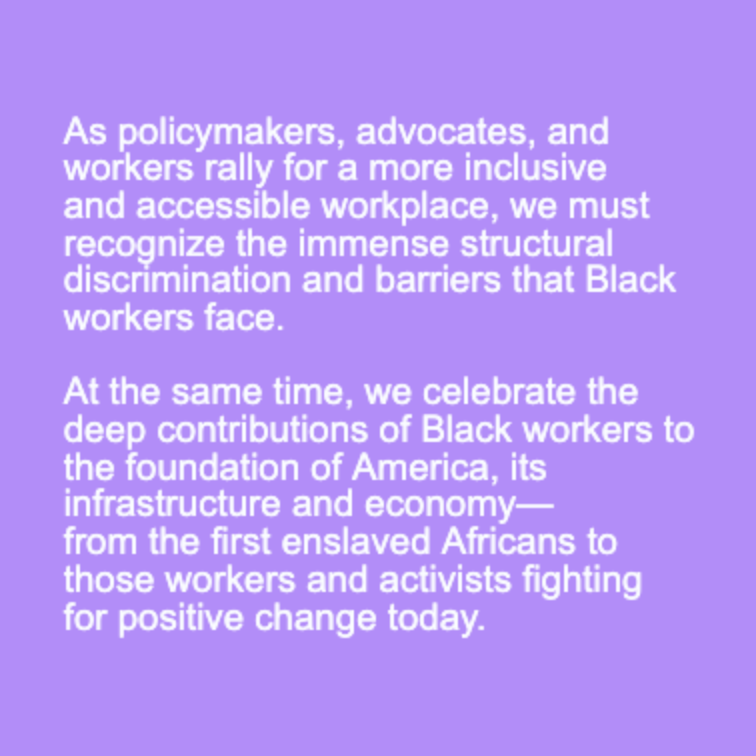 As policymakers, advocates, and
workers rally for a more inclusive
and accessible workplace, we must
recognize the immense structural
discrimination and barriers that Black
workers face.
At the same time, we celebrate the
deep contributions of Black workers to
the foundation of America, its
infrastructure and economy—
from the first enslaved Africans to
those workers and activists fighting
for positive change today.